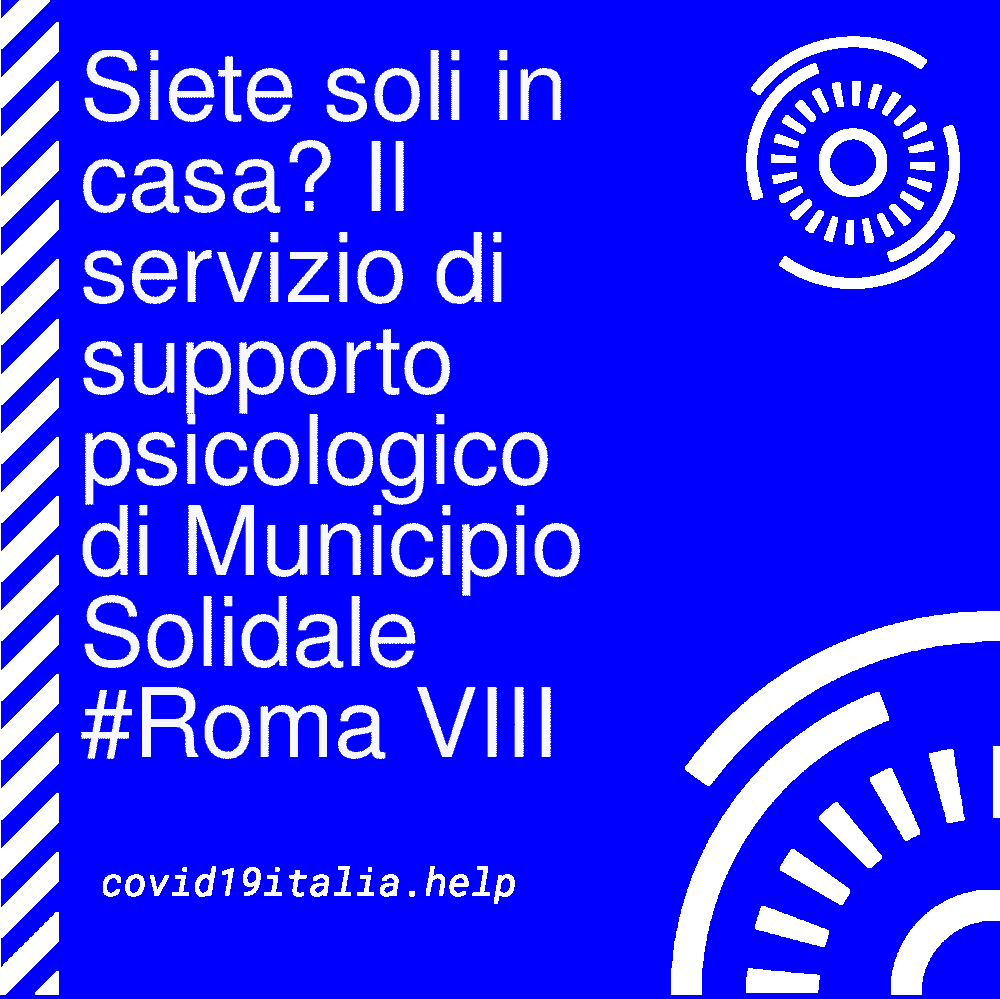 Siete soli in
casa? Il
servizio di
supporto
psicologico
di Municipio
Solidale
#Roma VIII
covid19italia.help